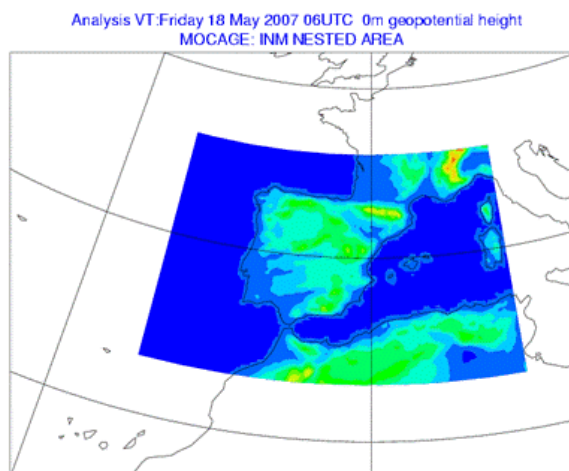 Analysis VT:Friday 18 May 2007 06UTC  0m geopotential height
MOCAGE: INM NESTED AREA